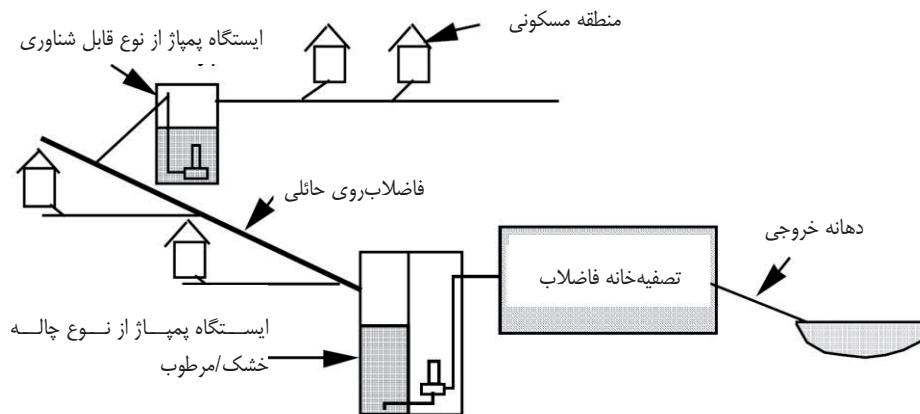 منطقه مسکونی
ایستگاه پمپاژ از نوع قابل شناوری
فاضلاب‌روی حائلی
دهانه خروجی
تصفیه‌خانه فاضلاب
ایستگاه پمپاژ از نوع چاله
خشک/مرطوب